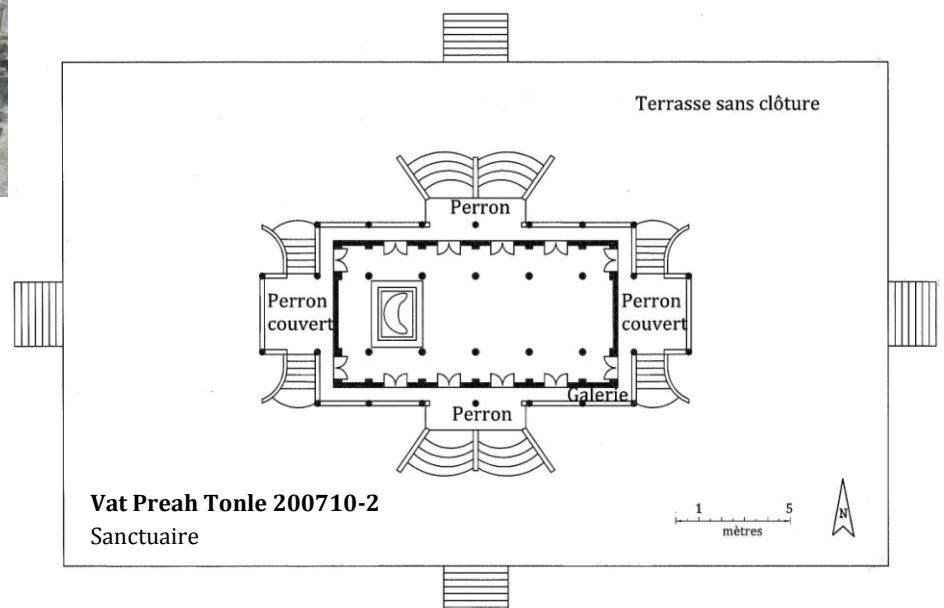 Terrasse sans clôture
Perron
Perron
couvert
Perron
couvert
Galerie
Perron
Vat Preah Tonle 200710-2
Sanctuaire
1 5
mètres
N